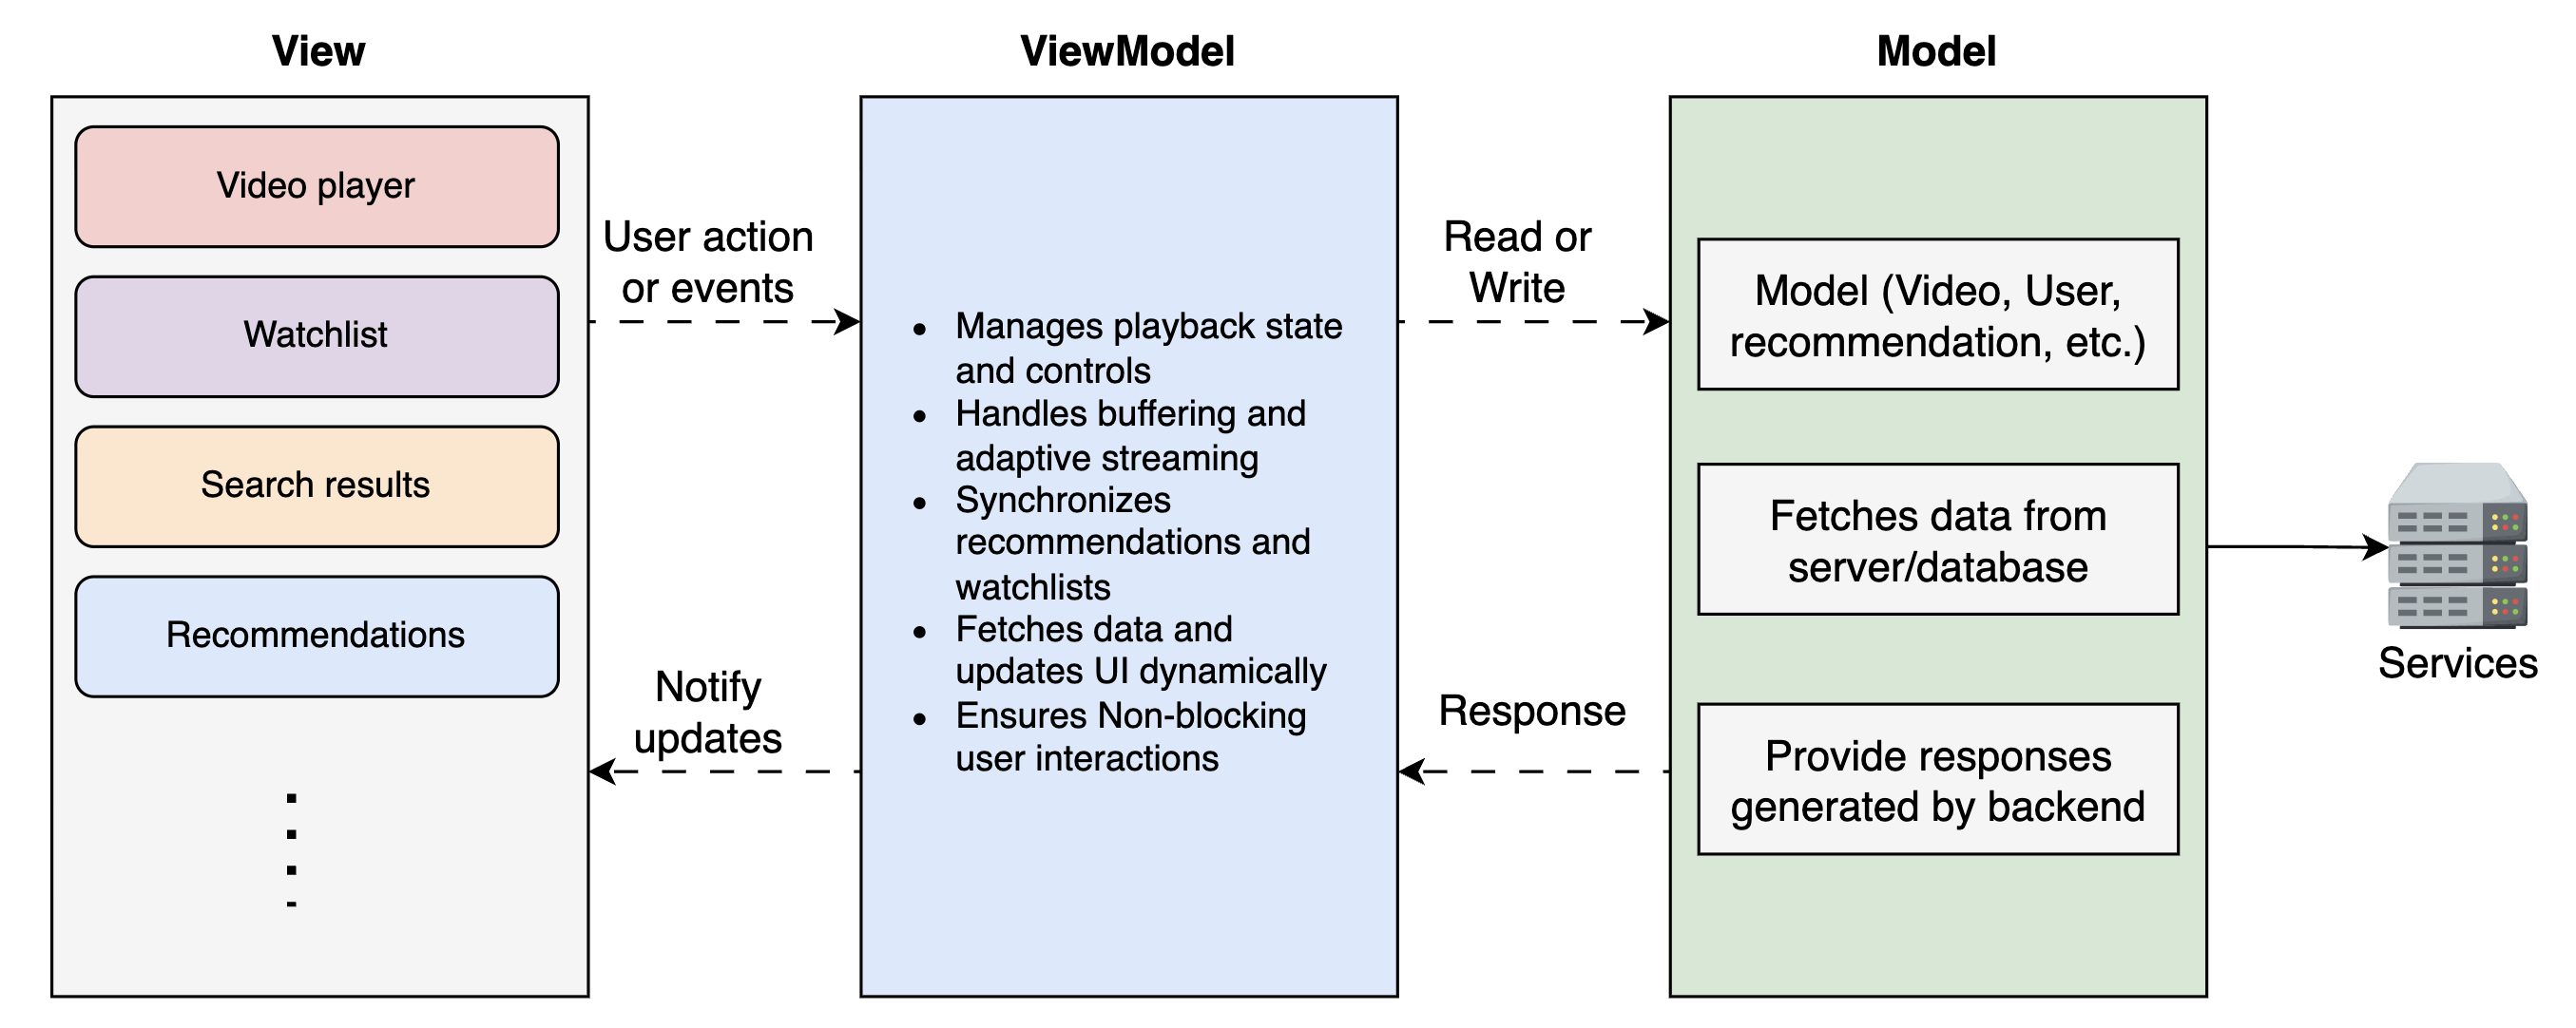 View
Video player
Watchlist
Search results
Recommendations
User action
or events
Notify
updates
ViewModel
• Manages playback state
and controls
• Handles buffering and
adaptive streaming
• Synchronizes
recommendations and
watchlists
• Fetches data and
updates UI dynamically
• Ensures Non-blocking
user interactions
Read or
Write
Response
Model
Model (Video, User,
recommendation, etc.)
Fetches data from
server/database
Provide responses
generated by backend
Services